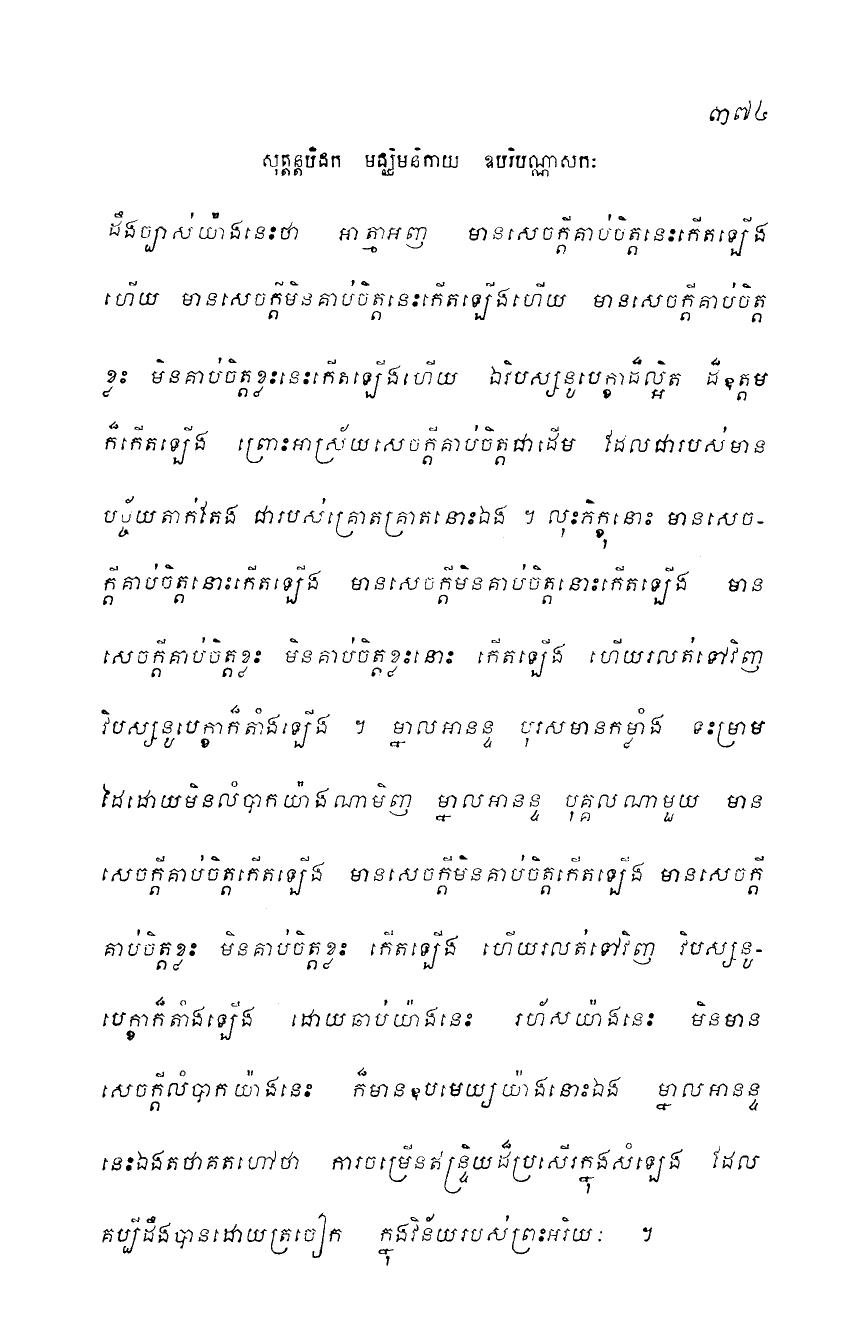 ៣៧៤
សុត្តន្តបិដក មជ្ឈិមនិកាយ ឧបរិបណ្ណាសកៈ
ដឹងច្បាស់យ៉ាងនេះថា អាត្មាអញ មានសេចក្តីគាប់ចិត្តនេះកើតឡើង
ហើយ មានសេចក្តីមិនគាប់ចិត្តនេះកើតឡើងហើយ មានសេចក្តីគាប់ចិត្ត
ខ្លះ មិនគាប់ចិត្តខ្លះនេះកើតឡើងហើយ ឯវិបស្សនូបេក្ខាដ៏ល្អិត ដ៏ឧត្តម
ក៏កើតឡើង ព្រោះអាស្រ័យសេចក្តីគាប់ចិត្តជាដើម ដែលជារបស់មាន
បច្ច័យតាក់តែង ជារបស់គ្រោតគ្រាតនោះឯង ។ លុះភិក្ខុនោះ មានសេច-
ក្តីគាប់ចិត្តនោះកើតឡើង មានសេចក្តីមិនគាប់ចិត្តនោះកើតឡើង មាន
សេចក្តីគាប់ចិត្តខ្លះ មិនគាប់ចិត្តខ្លះនោះ កើតឡើង ហើយរលត់ទៅវិញ
វិបស្សនូបេក្ខាក៏តាំងឡើង ។ ម្នាលអានន្ទ បុរសមានកម្លាំង ទះម្រាម
ដៃដោយមិនលំបាកយ៉ាងណាមិញ ម្នាលអានន្ទ បុគ្គលណាមួយ មាន
សេចក្តីគាប់ចិត្តកើតឡើង មានសេចក្តីមិនគាប់ចិត្តកើតឡើង មានសេចក្តី
គាប់ចិត្តខ្លះ មិនគាប់ចិត្តខ្លះ កើតឡើង ហើយរលត់ទៅវិញ វិបស្សនូ-
បេក្ខាក៏តាំងឡើង ដោយឆាប់យ៉ាងនេះ រហ័សយ៉ាងនេះ មិនមាន
សេចក្តីលំបាកយ៉ាងនេះ ក៏មានឧបមេយ្យយ៉ាងនោះឯង ម្នាលអានន្ទ
នេះឯងតថាគតហៅថា ការចម្រើនឥន្ទ្រិយដ៏ប្រសើរក្នុងសំឡេង ដែល
គប្បីដឹងបានដោយត្រចៀក ក្នុងវិន័យរបស់ព្រះអរិយៈ ។